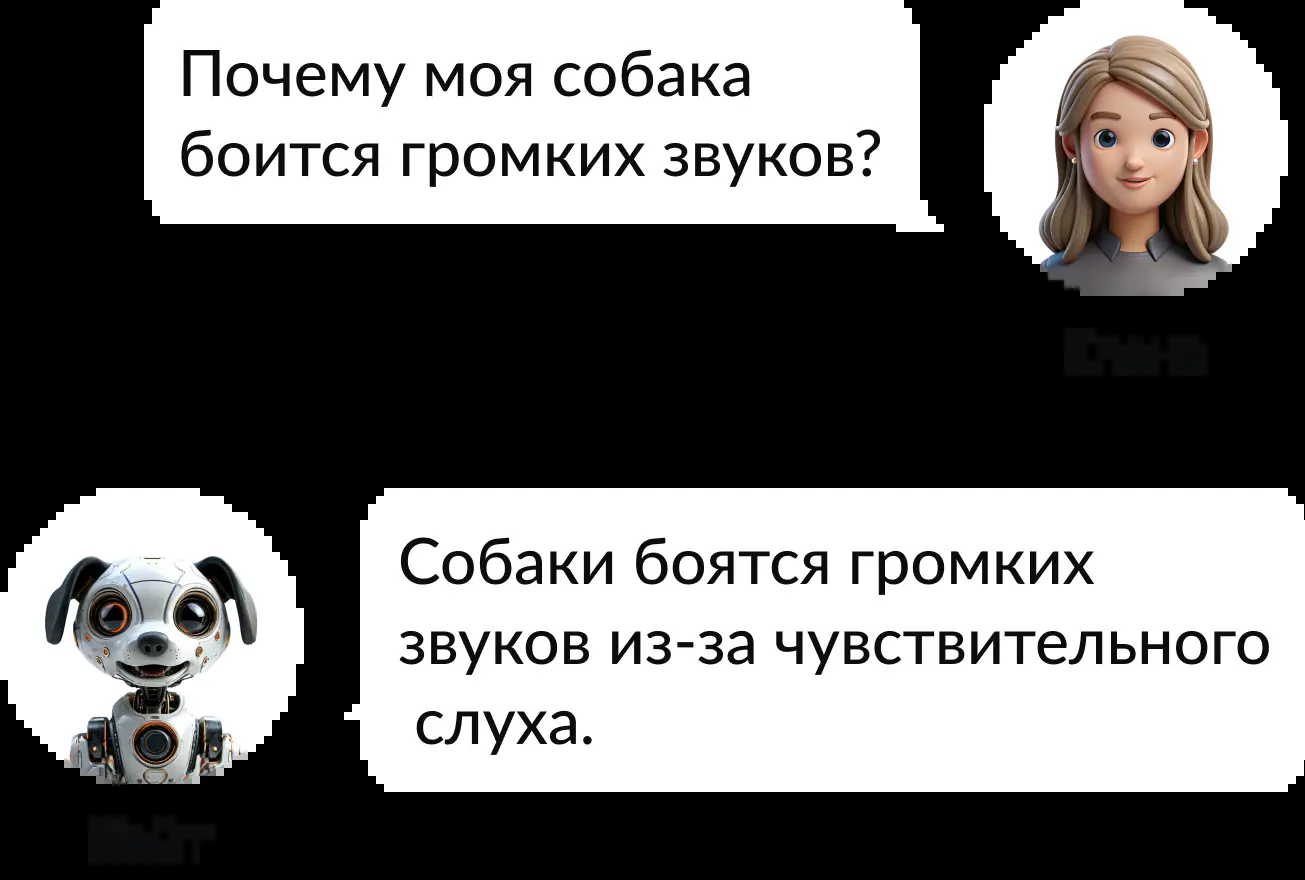 Почему моя собака
боится громких звуков?
Собаки боятся громких
звуков из-за чувствительного
слуха.